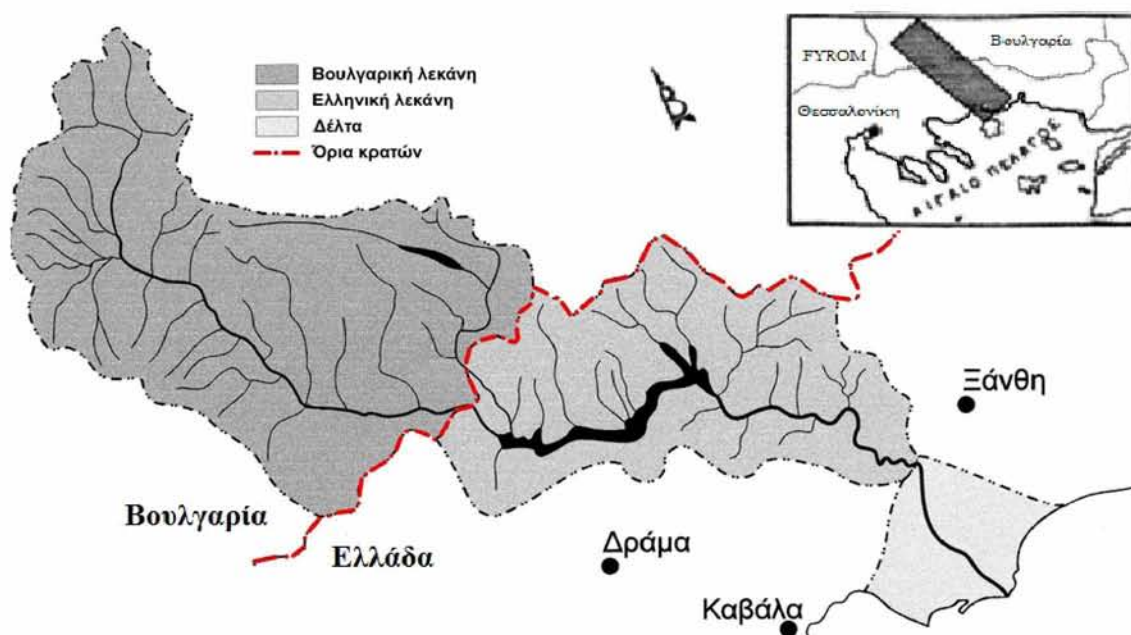 Βουλγαρική λεκάνη
Ελληνική λεκάνη
Δέλτα
Όρια κρατών
FYROM
Βουλγαρία
Θεσσαλονίκη
ΑΙΓΑΙΟ ΠΕΛΑΓΟΣ
Ξάνθη
Βουλγαρία
Ελλάδα
Δράμα
Καβάλα